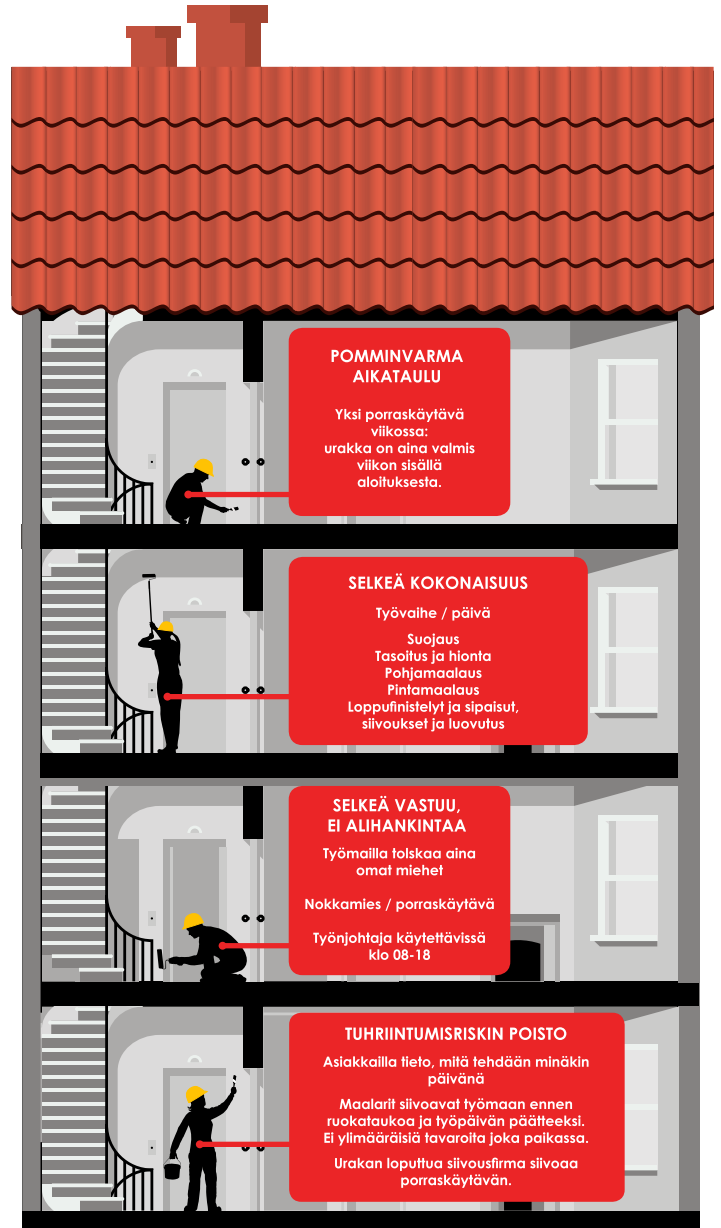 POMMINVARMA
AIKATAULU
Yksi porraskäytävä
viikossa:
urakka on aina valmis
viikon sisällä
aloituksesta.
SELKEÄ KOKONAISUUS
Työvaihe / päivä
Suojaus
Tasoitus ja hionta
Pohjamaalaus
Pintamaalaus
Loppufinistelyt ja sipaisut,
siivoukset ja luovutus
SELKEÄ VASTUU,
EI ALIHANKINTAA
Työmailla tolskaa aina
omat miehet
Nokkamies / porraskäytävä
Työnjohtaja käytettävissä
klo 08-18
TUHRIINTUMISRISKIN POISTO
Asiakkailla tieto, mitä tehdään minäkin
päivänä
Maalarit siivoavat työmaan ennen
ruokataukoa ja työpäivän päätteeksi.
Ei ylimääräisiä tavaroita joka paikassa.
Urakan loputtua siivousfirma siivoaa
porraskäytävän.